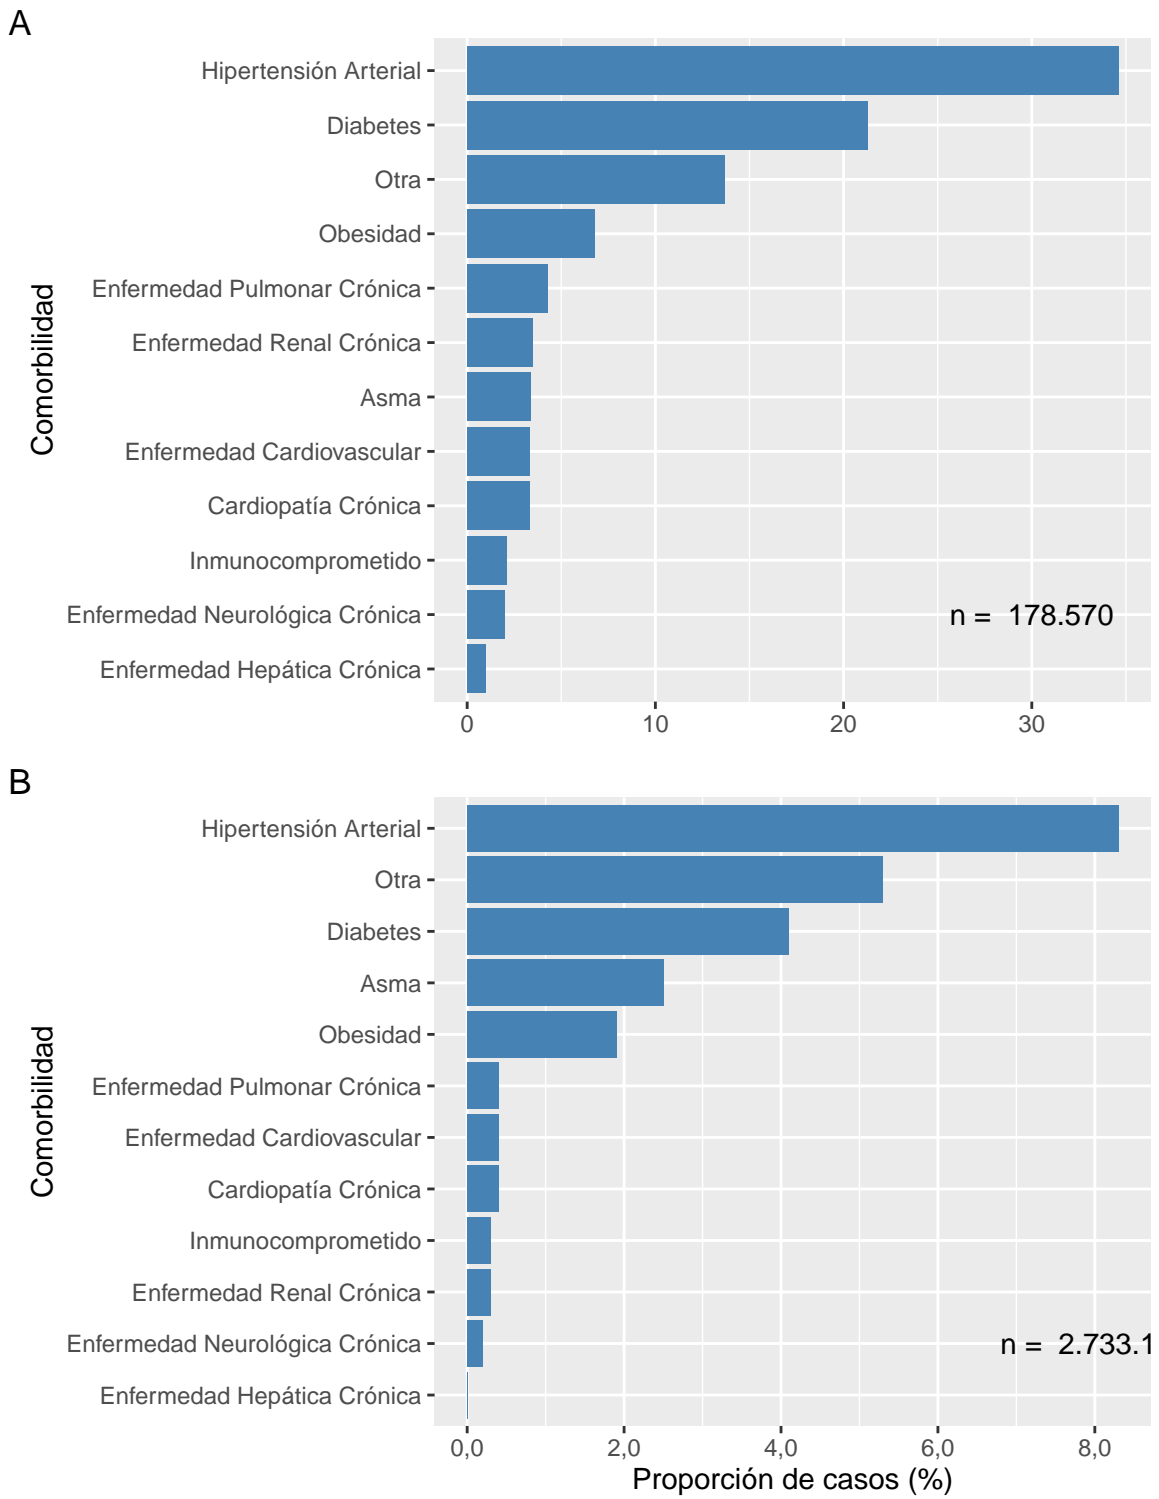 A
Hipertensión Arterial
Diabetes
Otra
Obesidad
Enfermedad Pulmonar Crónica
Enfermedad Renal Crónica
Asma
Enfermedad Cardiovascular
Cardiopatía Crónica
Inmunocomprometido
Enfermedad Neurológica Crónica
Enfermedad Hepática Crónica
Comorbilidad
n = 178.570
0 10 20 30
B
Hipertensión Arterial
Otra
Diabetes
Asma
Obesidad
Enfermedad Pulmonar Crónica
Enfermedad Cardiovascular
Cardiopatía Crónica
Inmunocomprometido
Enfermedad Renal Crónica
Enfermedad Neurológica Crónica
Enfermedad Hepática Crónica
Comorbilidad
n = 2.733.1
0,0 2,0 4,0 6,0 8,0
Proporción de casos (%)